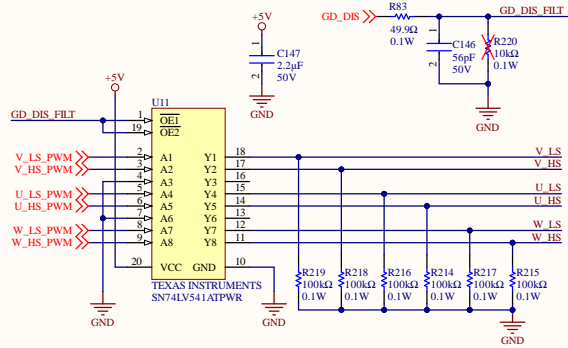 R83
GD_DIS
49.9Ω
0.1W
GD_DIS_FILT
1
2
C146
56pF
50V
R220
10kΩ
0.1W
GND
+5V
1
2
C147
2.2µF
50V
GND
+5V
U11
GD_DIS_FILT
1 OE1
19 OE2
V_LS_PWM 2 A1 Y1 18 V_LS
V_HS_PWM 3 A2 Y2 17 V_HS
4 A3 Y3 16
U_LS_PWM 5 A4 Y4 15 U_LS
U_HS_PWM 6 A5 Y5 14 U_HS
7 A6 Y6 13
W_LS_PWM 8 A7 Y7 12 W_LS
W_HS_PWM 9 A8 Y8 11 W_HS
20 VCC GND 10
TEXAS INSTRUMENTS
SN74LV541ATPWR
GND
GND
R219
100kΩ
0.1W
R218
100kΩ
0.1W
R216
100kΩ
0.1W
R214
100kΩ
0.1W
R217
100kΩ
0.1W
R215
100kΩ
0.1W
GND